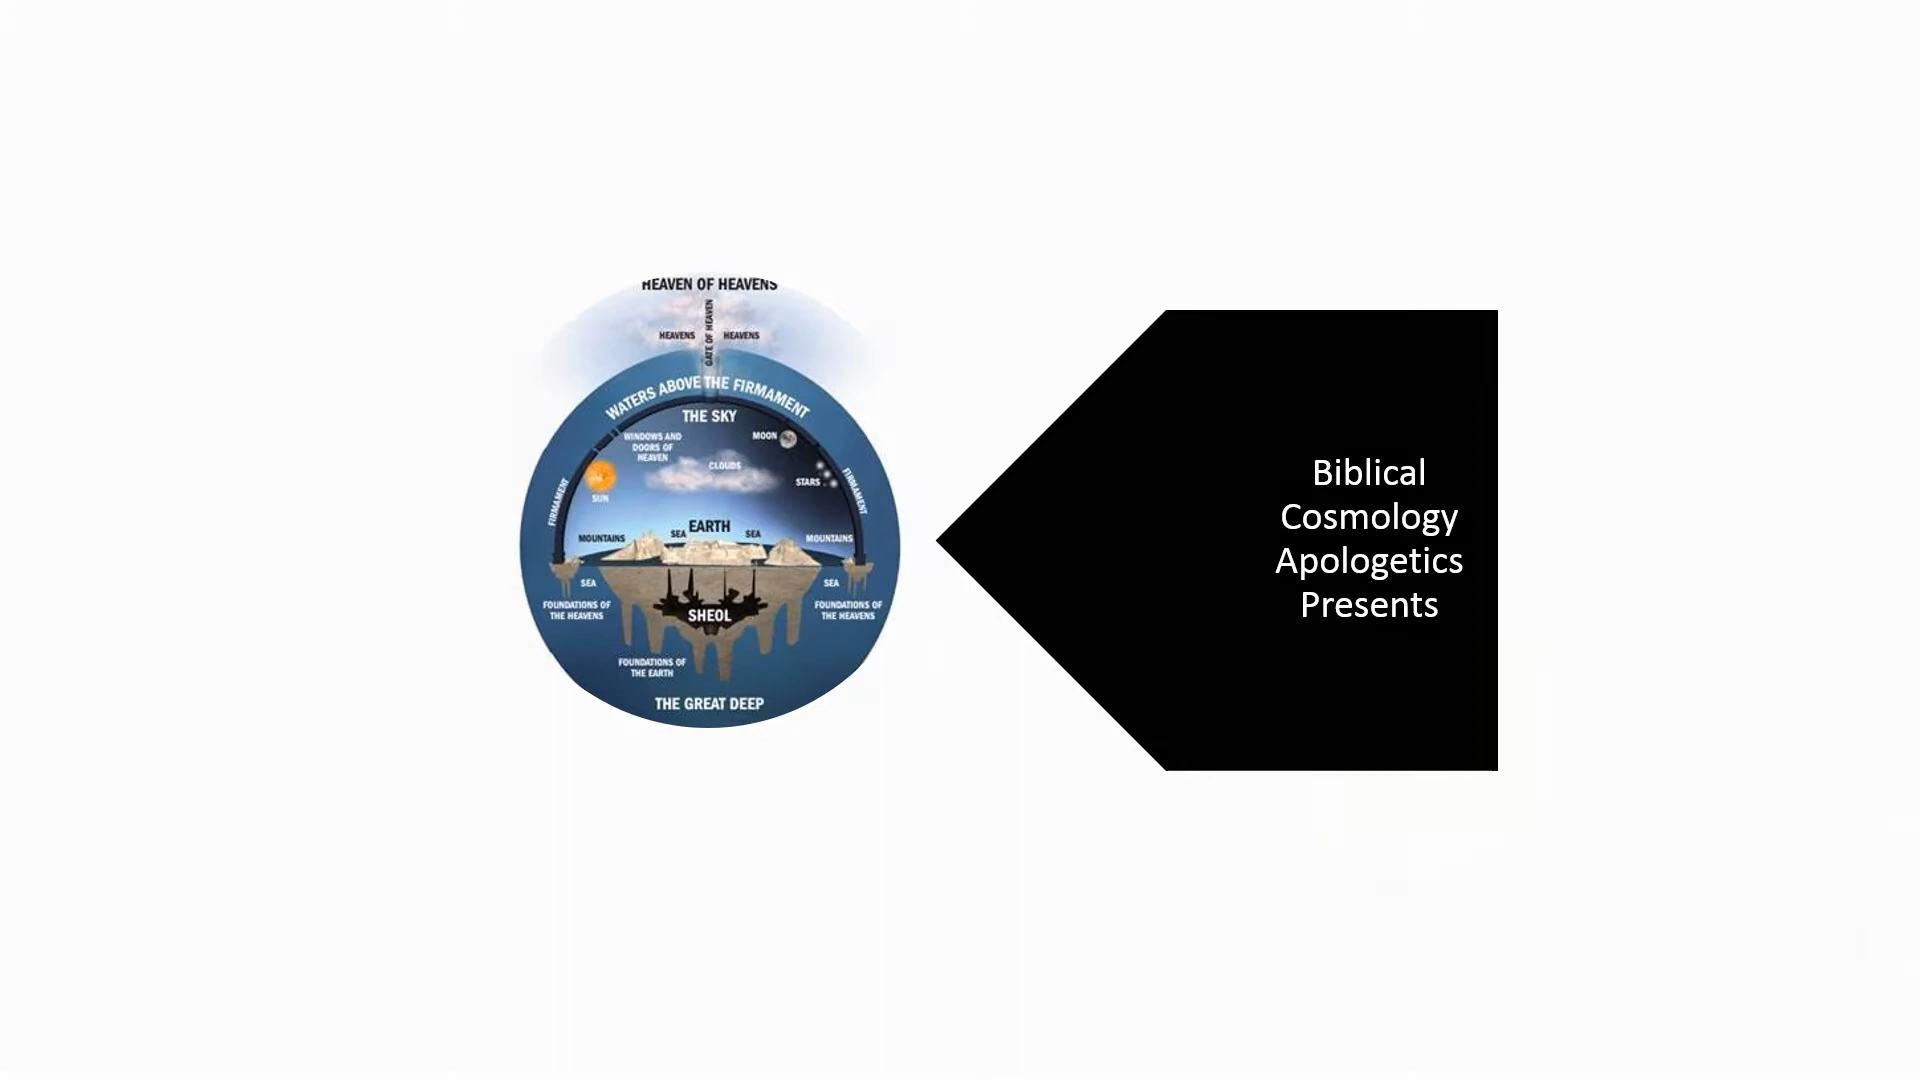 HEAVEN OF HEAVENS
GATE OF HEAVEN
HEAVENS
HEAVENS
WATERS ABOVE THE FIRMAMENT
THE SKY
WINDOWS AND
DOORS OF
HEAVEN
MOON
CLOUDS
STARS
SUN
FIRMAMENT
FIRMAMENT
EARTH
SEA
SEA
MOUNTAINS
MOUNTAINS
SEA
SEA
FOUNDATIONS OF
THE HEAVENS
FOUNDATIONS OF
THE HEAVENS
SHEOL
FOUNDATIONS OF
THE EARTH
THE GREAT DEEP
Biblical
Cosmology
Apologetics
Presents